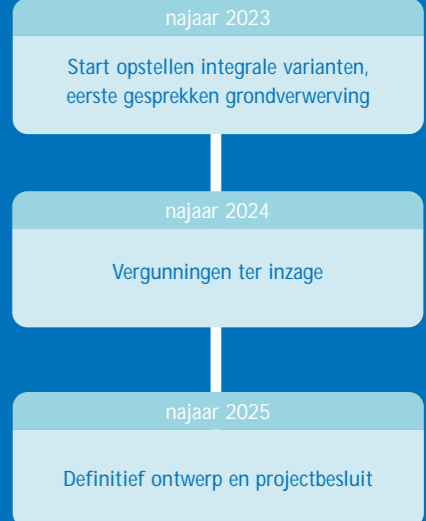 najaar 2023
Start opstellen integrale varianten,
eerste gesprekken grondverwerving
najaar 2024
Vergunningen ter inzage
najaar 2025
Definitief ontwerp en projectbesluit